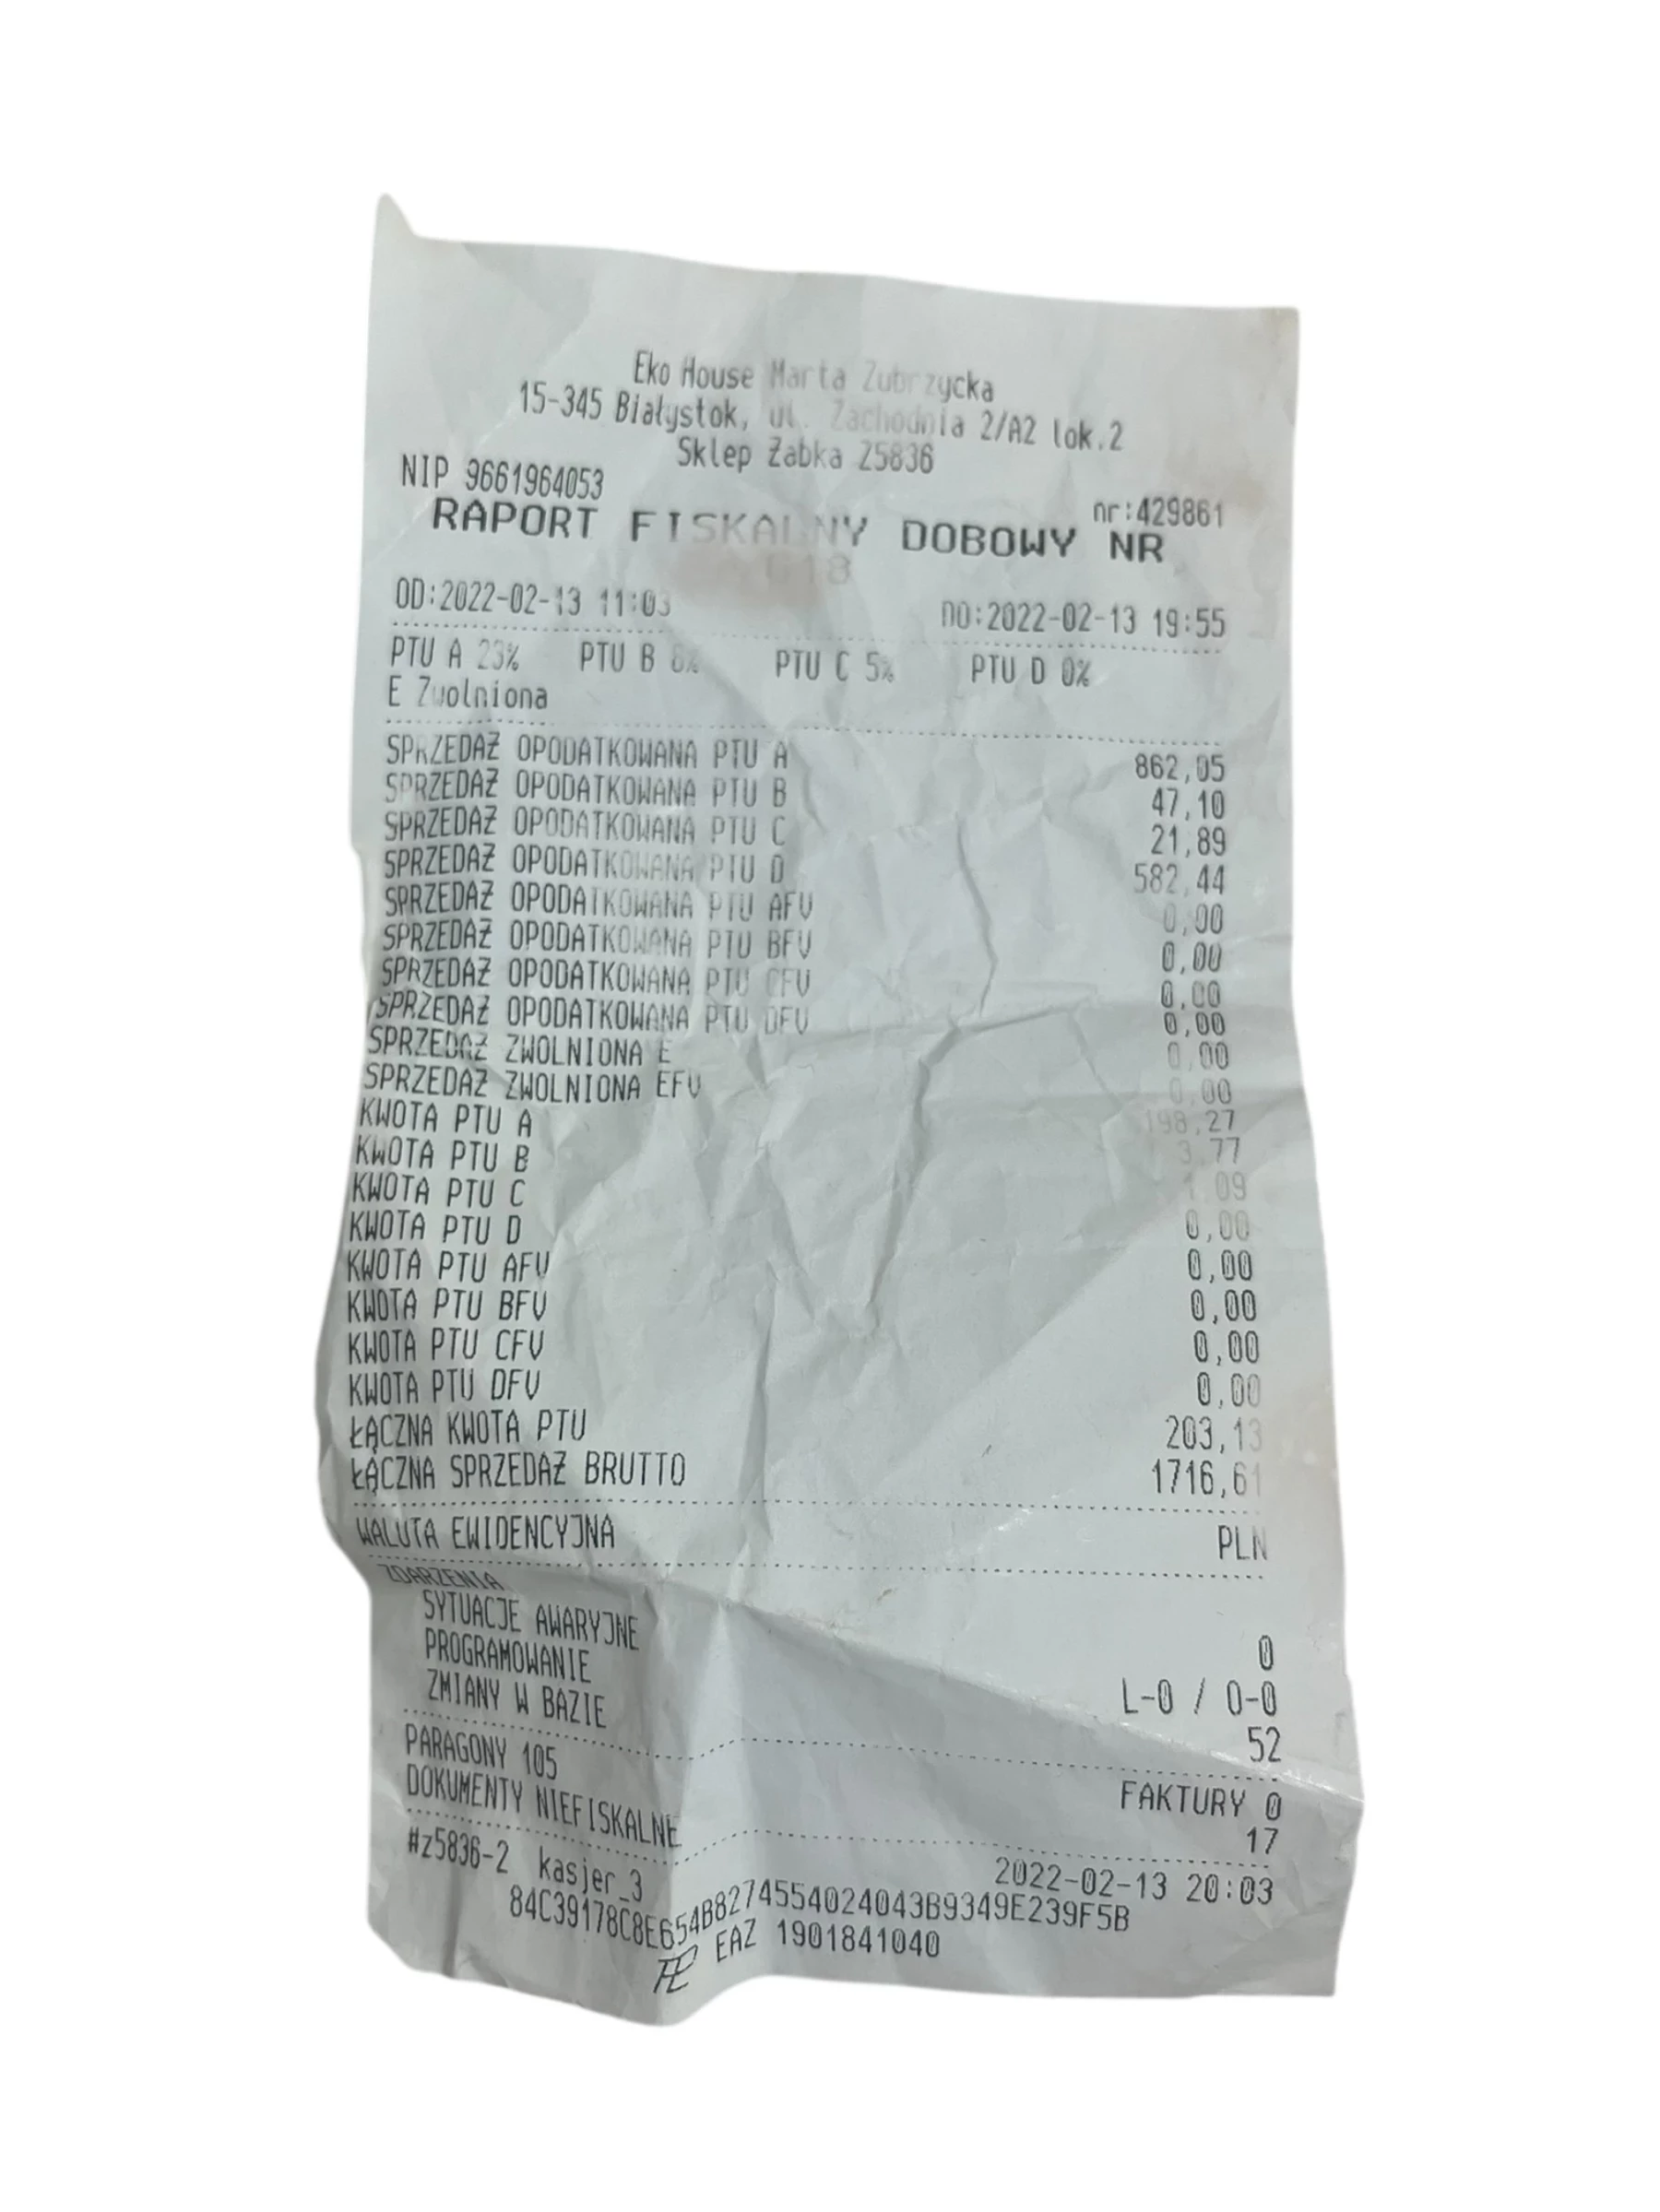 Eko House Marta Zubrzycka
15-345 Białystok, ul. Zachodnia 2/A2 lok.2
Sklep Żabka Z5836
NIP 9661964053
nr:429861
RAPORT FISKALNY DOBOWY NR
OD:2022-02-13 11:03 DO:2022-02-13 19:55
PTU A 23% PTU B 8% PTU C 5% PTU D 0%
E Zwolniona
SPRZEDAŻ OPODATKOWANA PTU A 862,05
SPRZEDAŻ OPODATKOWANA PTU B 47,10
SPRZEDAŻ OPODATKOWANA PTU C 21,89
SPRZEDAŻ OPODATKOWANA PTU D 582,44
SPRZEDAŻ OPODATKOWANA PTU AFV 0,00
SPRZEDAŻ OPODATKOWANA PTU BFV 0,00
SPRZEDAŻ OPODATKOWANA PTU CFV 0,00
SPRZEDAŻ OPODATKOWANA PTU DFV 0,00
SPRZEDAŻ ZWOLNIONA E 0,00
SPRZEDAŻ ZWOLNIONA EFV 0,00
KWOTA PTU A 198,27
KWOTA PTU B 3,77
KWOTA PTU C 1,09
KWOTA PTU D 0,00
KWOTA PTU AFV 0,00
KWOTA PTU BFV 0,00
KWOTA PTU CFV 0,00
KWOTA PTU DFV 0,00
ŁĄCZNA KWOTA PTU 203,13
ŁĄCZNA SPRZEDAŻ BRUTTO 1716,61
WALUTA EWIDENCYJNA PLN
ZDARZENIA
SYTUACJE AWARYJNE 0
PROGRAMOWANIE L-0 / O-0
ZMIANY W BAZIE 52
PARAGONY 105 FAKTURY 0
DOKUMENTY NIEFISKALNE 17
#z5836-2 kasjer_3 2022-02-13 20:03
84C39178C8E654B8274554024043B9349E239F5B
EAZ 1901841040